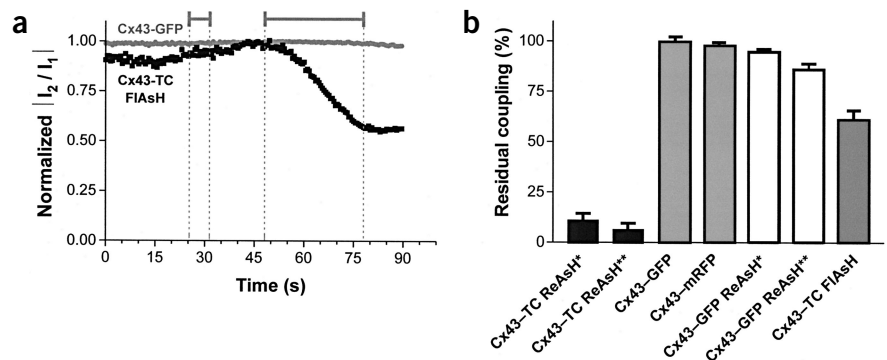 a
Cx43-GFP
Cx43-TC
FlAsH
Normalized |I2 / I1|
1.00
0.75
0.50
0.25
0.00
0
15
30
45
60
75
90
Time (s)
b
Residual coupling (%)
100
75
50
25
0
Cx43–TC ReAsH*
Cx43–TC ReAsH**
Cx43–GFP
Cx43–mRFP
Cx43–GFP ReAsH*
Cx43–GFP ReAsH**
Cx43–TC FlAsH